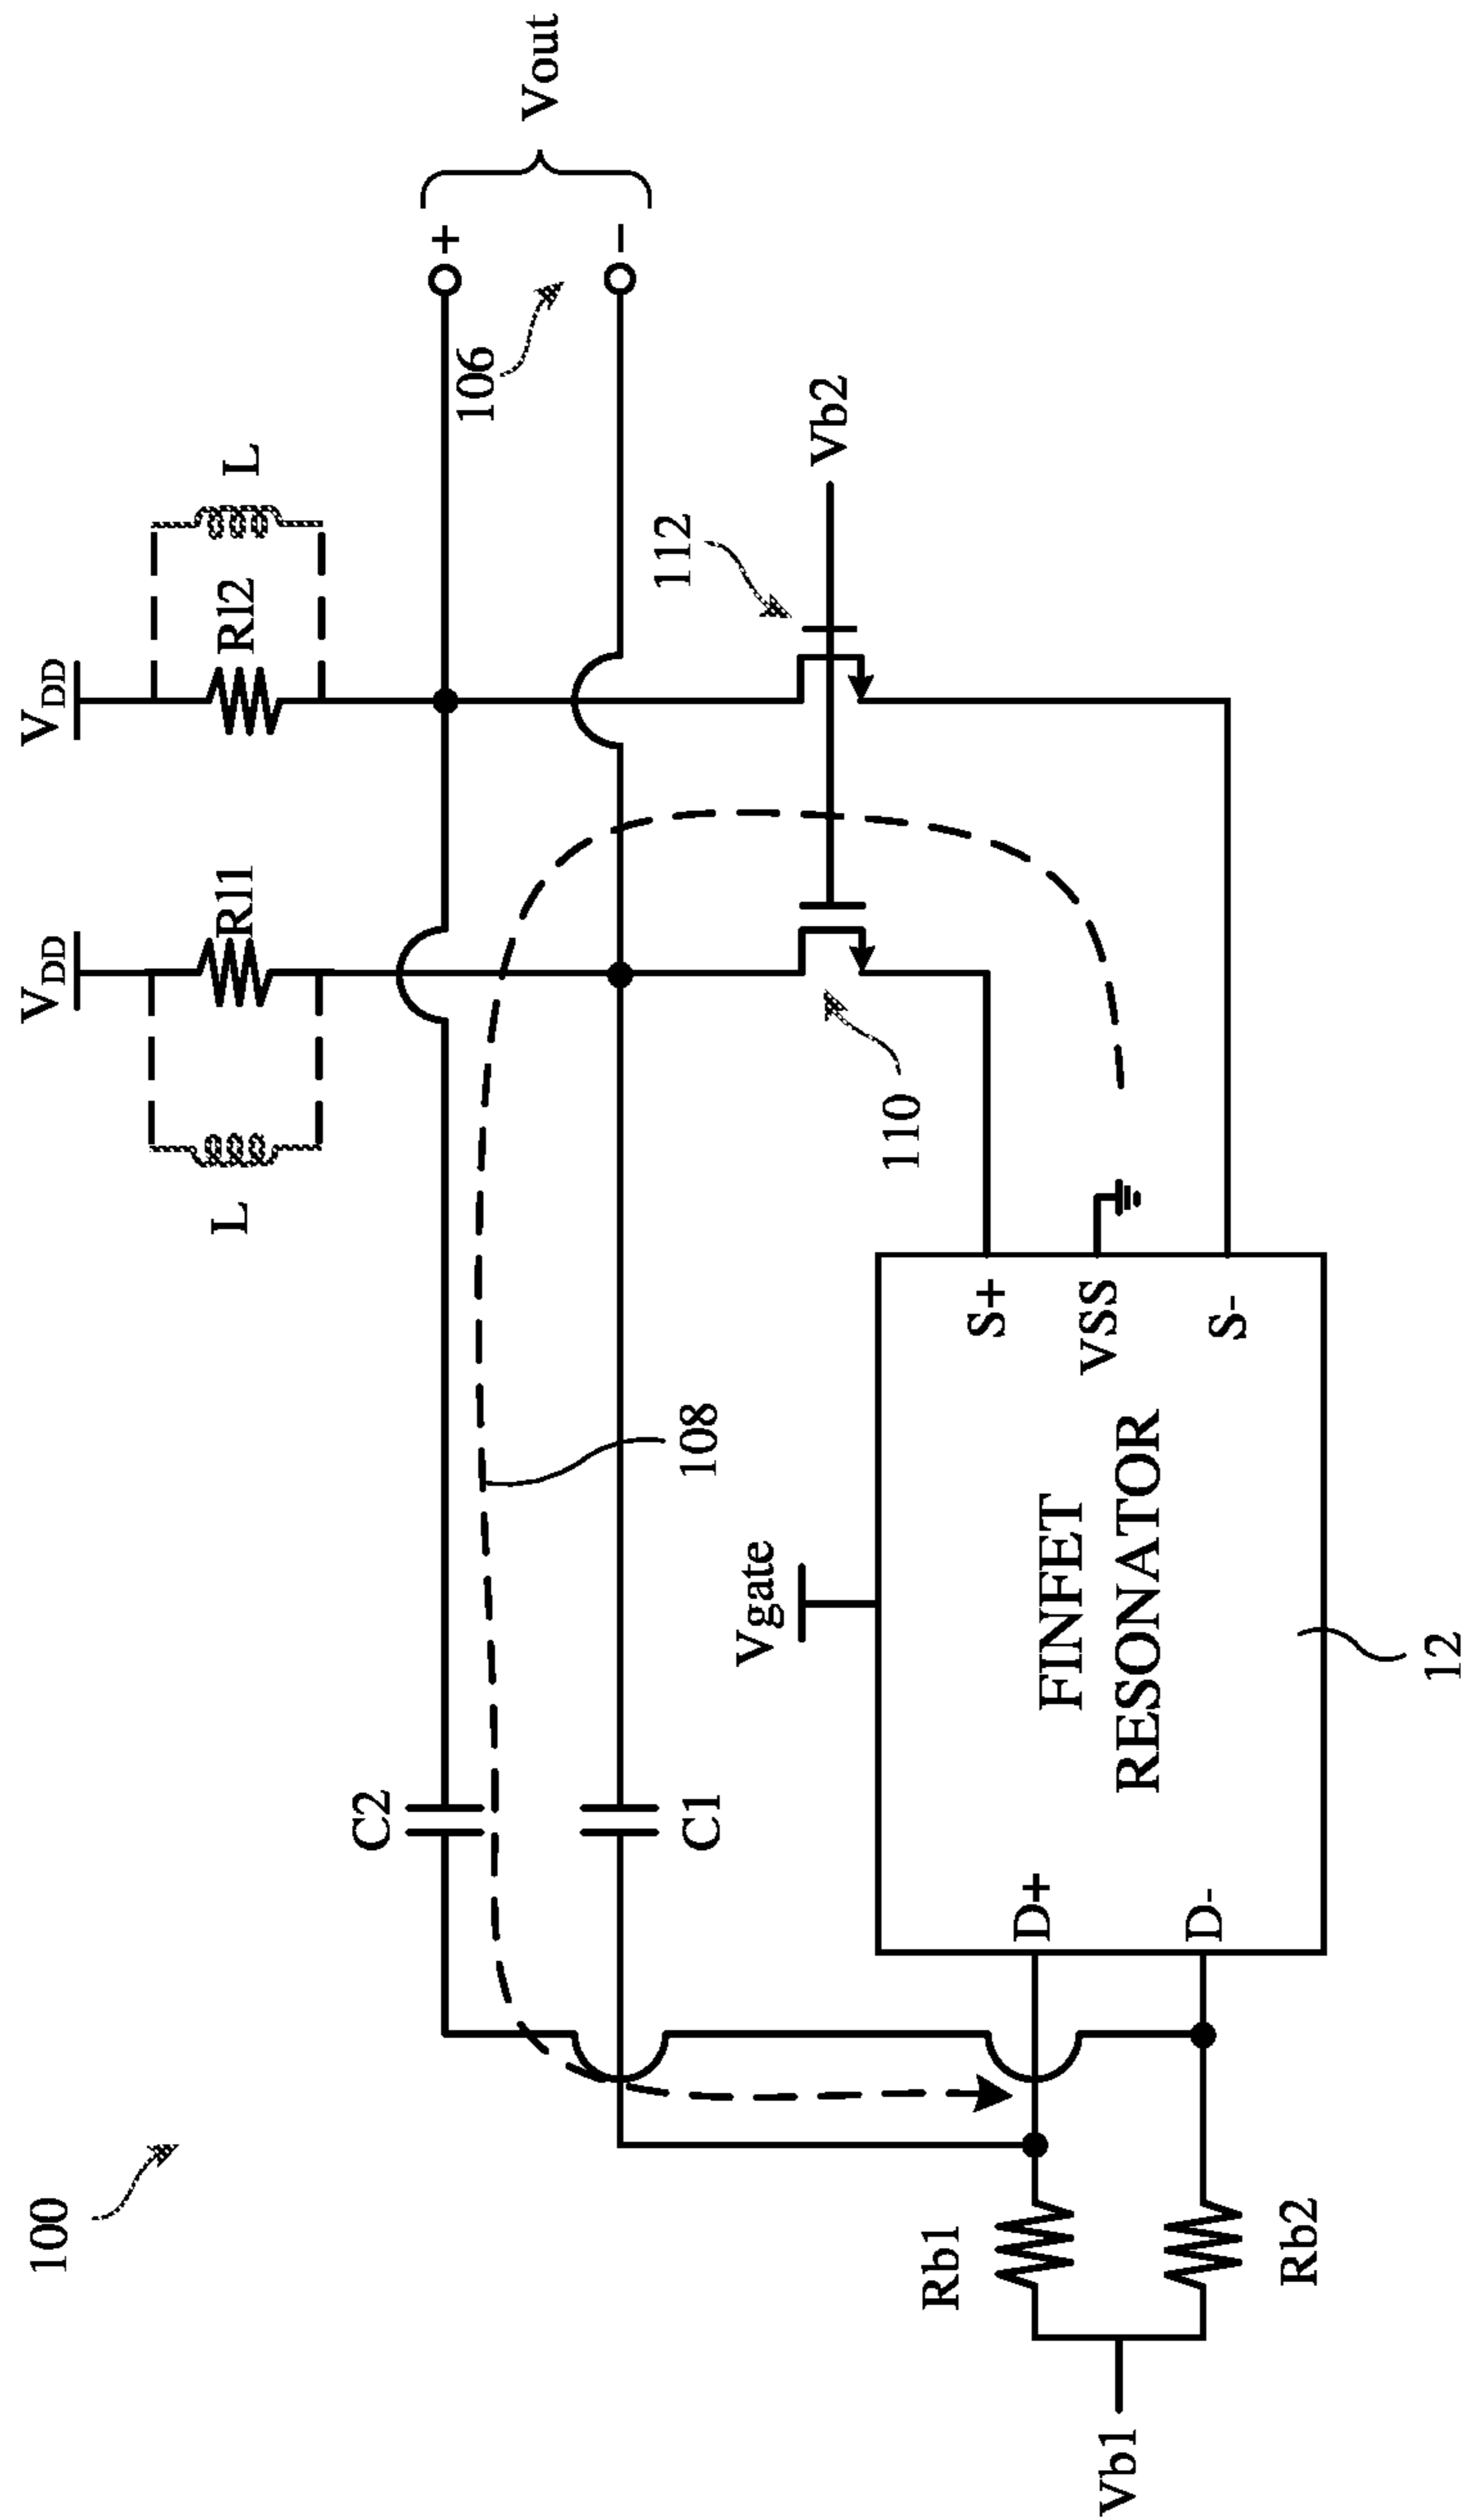 100
VDD
VDD
L
Rl1
Rl2
L
C2
+
106
Vout
-
C1
108
112
Vb2
Vgate
110
D+
S+
FINFET
RESONATOR
VSS
D-
S-
Rb1
Rb2
Vb1
12